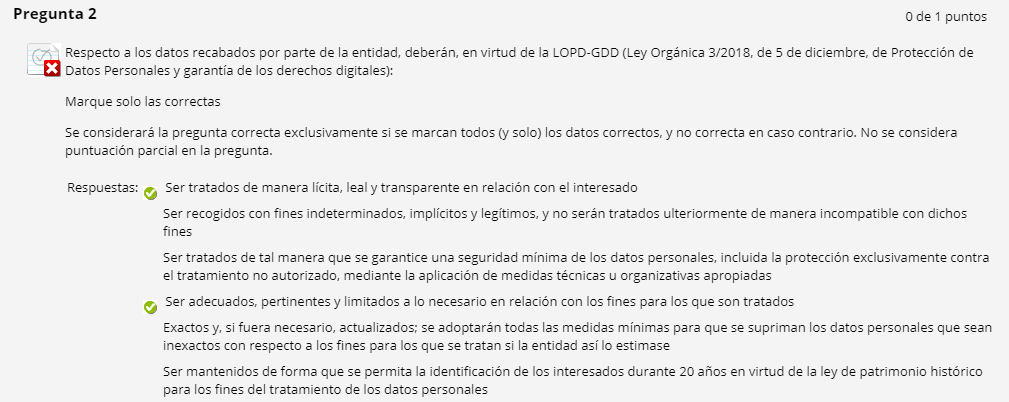 Pregunta 2
0 de 1 puntos
Respecto a los datos recabados por parte de la entidad, deberán, en virtud de la LOPD-GDD (Ley Orgánica 3/2018, de 5 de diciembre, de Protección de
Datos Personales y garantía de los derechos digitales):
Marque solo las correctas
Se considerará la pregunta correcta exclusivamente si se marcan todos (y solo) los datos correctos, y no correcta en caso contrario. No se considera
puntuación parcial en la pregunta.
Respuestas: Ser tratados de manera lícita, leal y transparente en relación con el interesado
Ser recogidos con fines indeterminados, implícitos y legítimos, y no serán tratados ulteriormente de manera incompatible con dichos
fines
Ser tratados de tal manera que se garantice una seguridad mínima de los datos personales, incluida la protección exclusivamente contra
el tratamiento no autorizado, mediante la aplicación de medidas técnicas u organizativas apropiadas
Ser adecuados, pertinentes y limitados a lo necesario en relación con los fines para los que son tratados
Exactos y, si fuera necesario, actualizados; se adoptarán todas las medidas mínimas para que se supriman los datos personales que sean
inexactos con respecto a los fines para los que se tratan si la entidad así lo estimase
Ser mantenidos de forma que se permita la identificación de los interesados durante 20 años en virtud de la ley de patrimonio histórico
para los fines del tratamiento de los datos personales